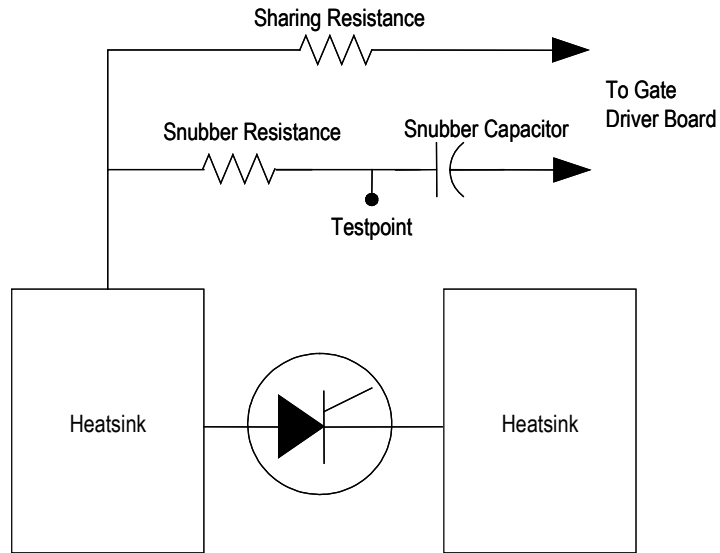 Sharing Resistance
To Gate
Driver Board
Snubber Resistance
Snubber Capacitor
Testpoint
Heatsink
Heatsink